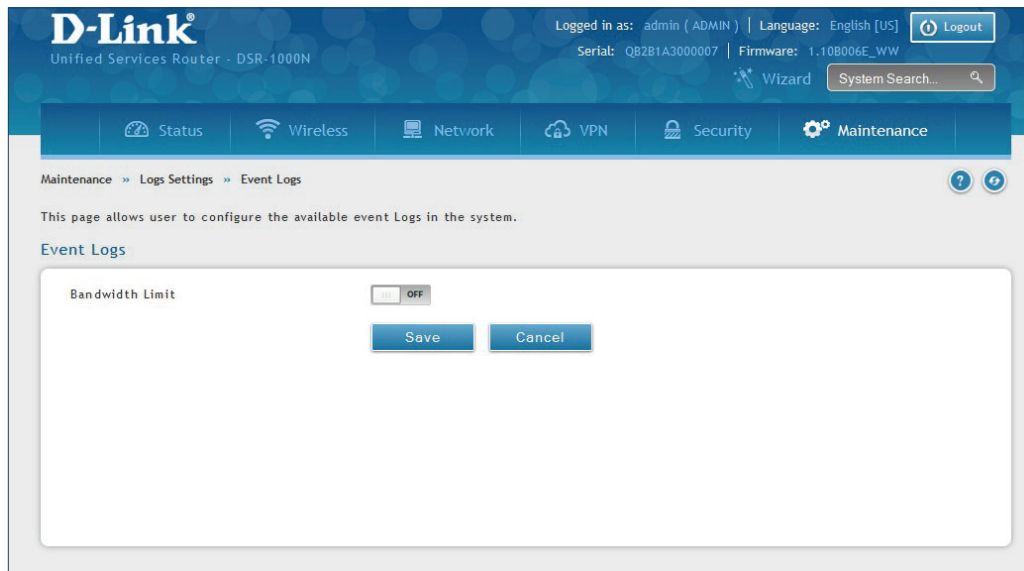 D-Link®
Unified Services Router - DSR-1000N
Logged in as: admin ( ADMIN ) | Language: English [US]
Logout
Serial: QB2B1A3000007 | Firmware: 1.10B006E_WW
Wizard
System Search...
Status
Wireless
Network
VPN
Security
Maintenance
Maintenance » Logs Settings » Event Logs
?
This page allows user to configure the available event Logs in the system.
Event Logs
Bandwidth Limit
OFF
Save
Cancel